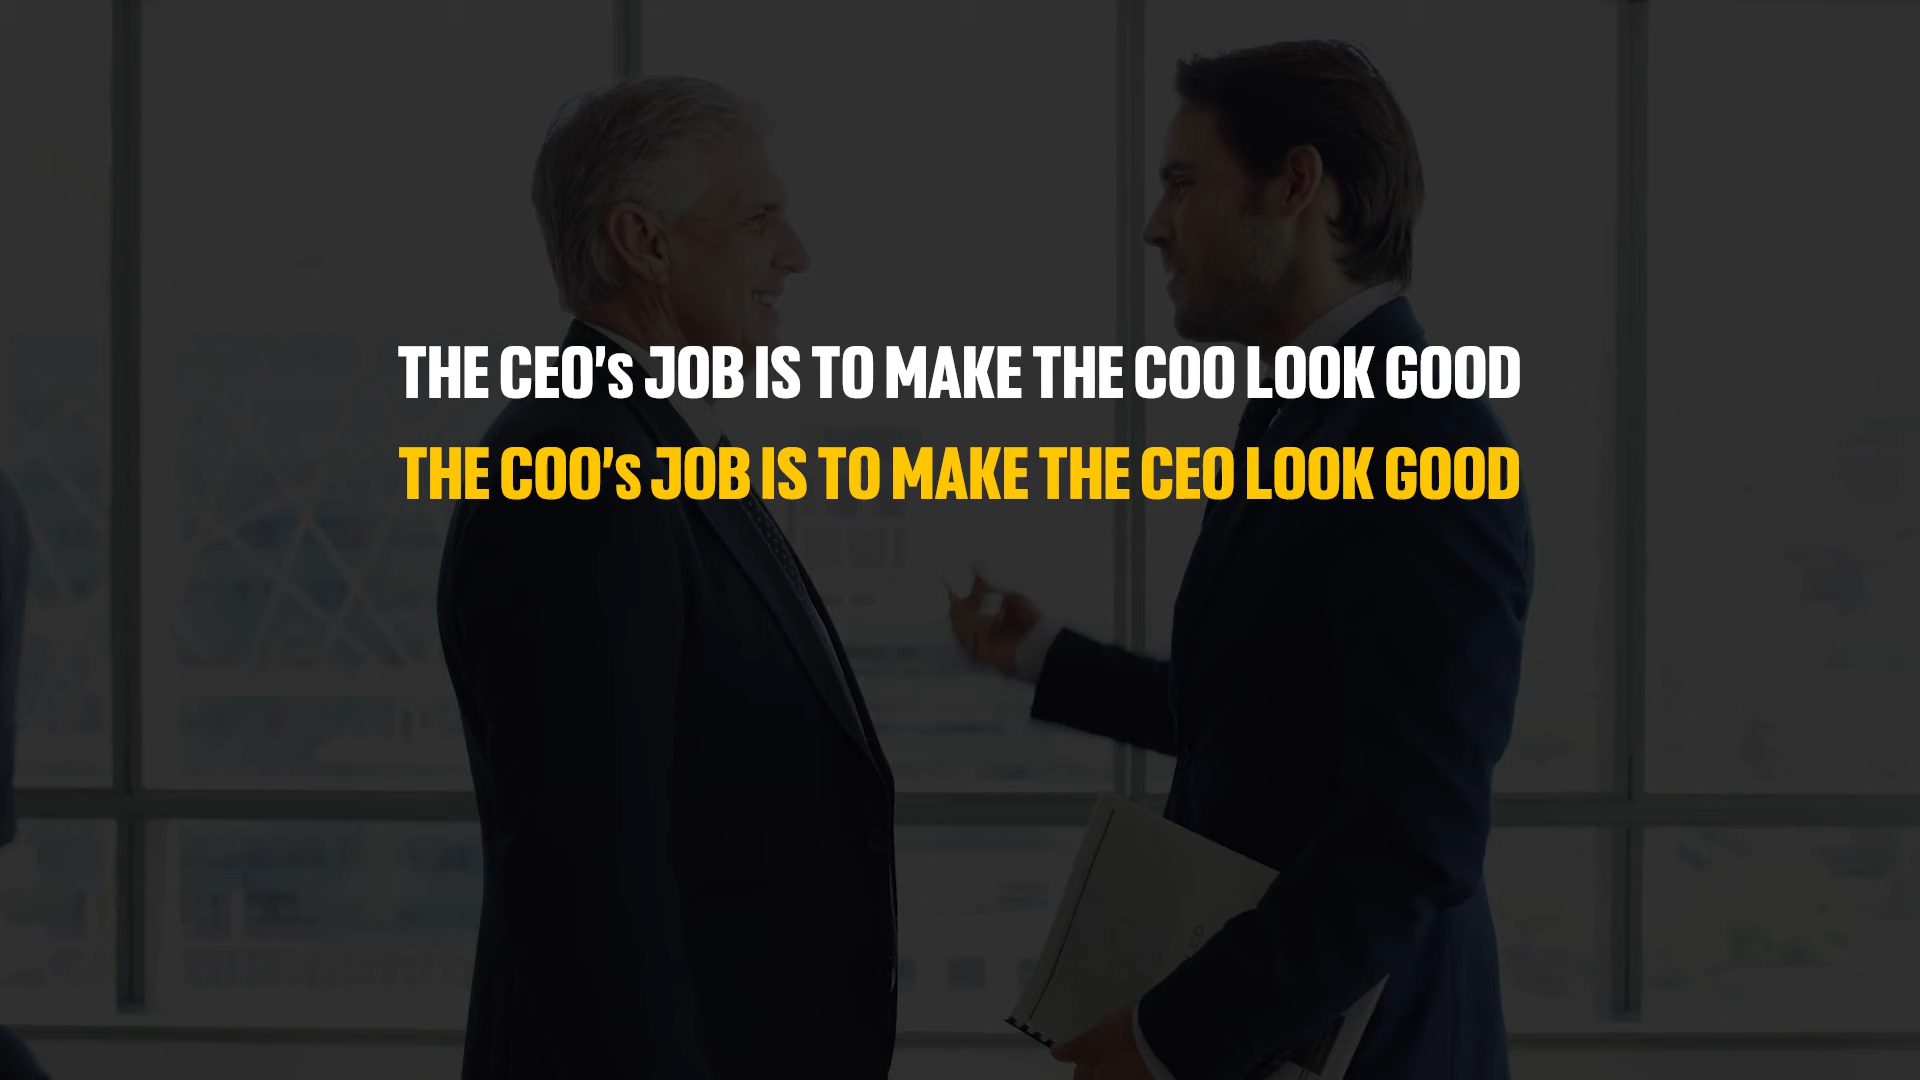 THE CEO's JOB IS TO MAKE THE COO LOOK GOOD
THE COO's JOB IS TO MAKE THE CEO LOOK GOOD